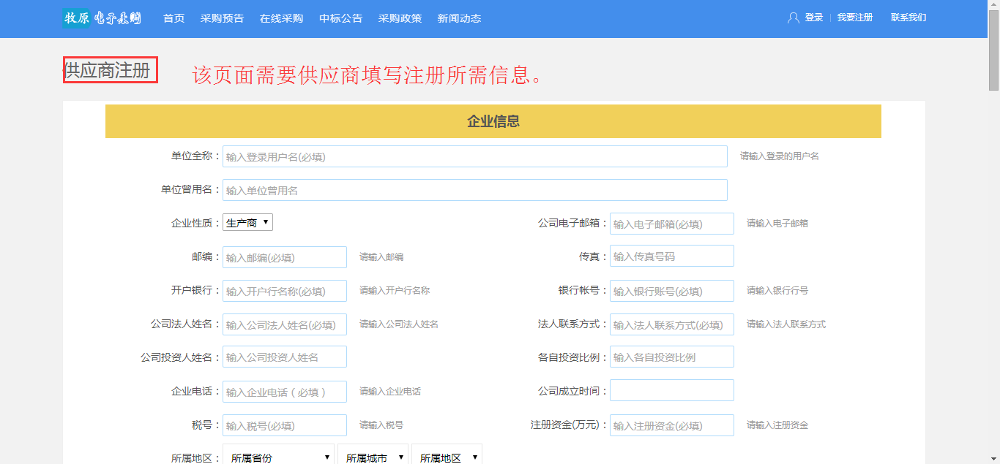 牧原 电子采购 首页 采购预告 在线采购 中标公告 采购政策 新闻动态 登录 我要注册 联系我们
供应商注册 该页面需要供应商填写注册所需信息。
企业信息
单位全称： 输入登录用户名(必填) 请输入登录的用户名
单位曾用名： 输入单位曾用名
企业性质： 生产商 公司电子邮箱： 输入电子邮箱(必填) 请输入电子邮箱
邮编： 输入邮编(必填) 请输入邮编 传真： 输入传真号码
开户银行： 输入开户行名称(必填) 请输入开户行名称 银行帐号： 输入银行账号(必填) 请输入银行行号
公司法人姓名： 输入公司法人姓名(必填) 请输入公司法人姓名 法人联系方式： 输入法人联系方式(必填) 请输入法人联系方式
公司投资人姓名： 输入公司投资人姓名 各自投资比例： 输入各自投资比例
企业电话： 输入企业电话（必填） 请输入企业电话 公司成立时间：
税号： 输入税号(必填) 请输入税号 注册资金(万元)： 输入注册资金(必填) 请输入注册资金
所属地区： 所属省份 所属城市 所属地区